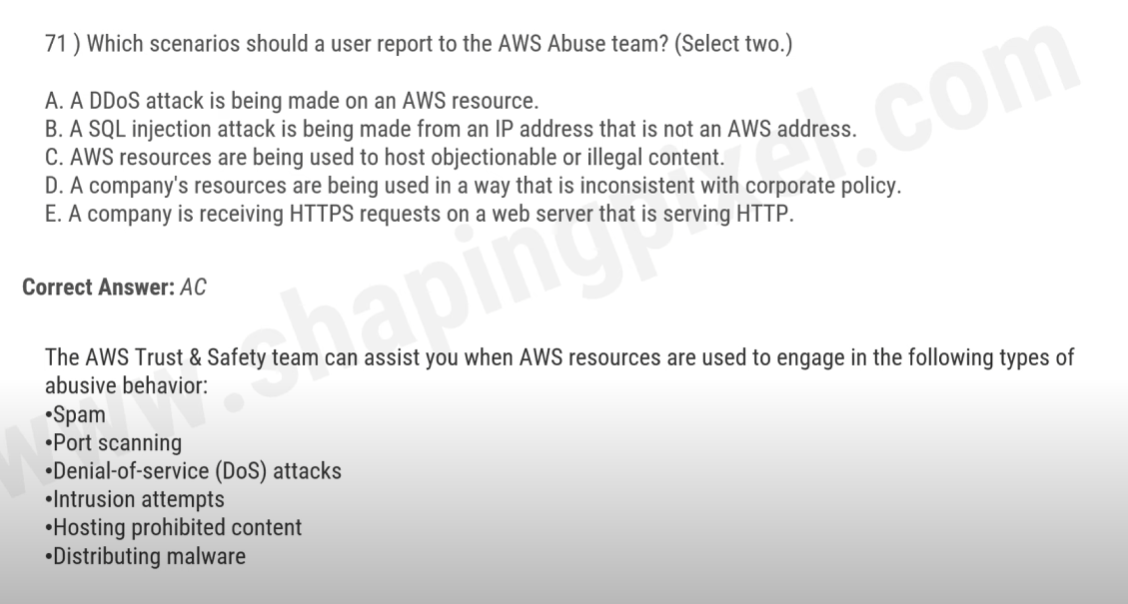 71 ) Which scenarios should a user report to the AWS Abuse team? (Select two.)
A. A DDoS attack is being made on an AWS resource.
B. A SQL injection attack is being made from an IP address that is not an AWS address.
C. AWS resources are being used to host objectionable or illegal content.
D. A company's resources are being used in a way that is inconsistent with corporate policy.
E. A company is receiving HTTPS requests on a web server that is serving HTTP.
Correct Answer: AC
The AWS Trust & Safety team can assist you when AWS resources are used to engage in the following types of
abusive behavior:
•Spam
•Port scanning
•Denial-of-service (DoS) attacks
•Intrusion attempts
•Hosting prohibited content
•Distributing malware
www.shapingpixel.com